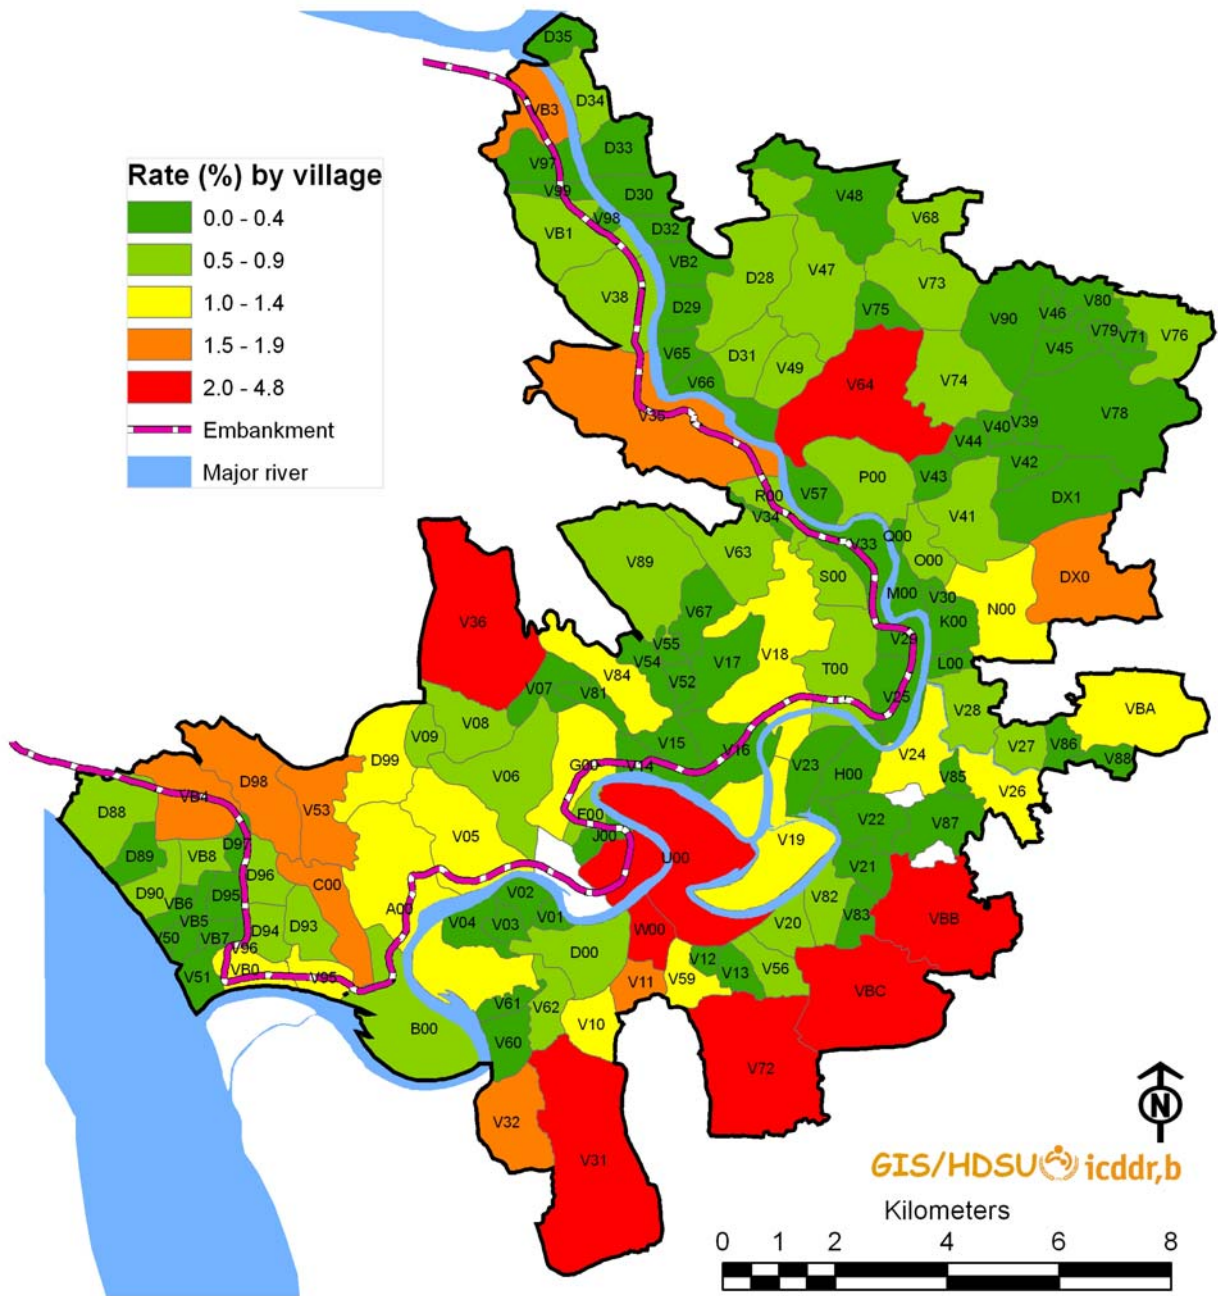 D35
D34
VB3
D33
V97
V99
D30
V98
D32
VB1
VB2
V48
V68
D28
V47
V73
V38
D29
V75
V90
V46
V80
V79
V71
V76
V45
V65
D31
V49
V66
V64
V74
V35
V78
V40
V39
V44
V42
P00
V43
DX1
R00
V57
V34
V41
V33
Q00
V89
V63
O00
S00
M00
V30
DX0
N00
V67
K00
V36
V55
V54
V17
V18
V29
L00
V84
V52
T00
V07
V81
V25
V28
VBA
V08
V09
V15
V16
V24
V27
V86
V88
D99
V06
G00
V14
V23
H00
V85
V26
D98
VB4
V53
D88
F00
J00
V22
V87
V05
V19
D97
D89
VB8
D96
U00
V21
C00
D90
VB6
D95
V02
V82
VB5
A00
V04
V03
V01
V83
VBB
V50
VB7
D94
D93
W00
V20
V96
D00
V12
V13
V56
V51
VB0
V95
V11
V59
VBC
V61
V62
V10
B00
V60
V72
V32
V31
Rate (%) by village
0.0 - 0.4
0.5 - 0.9
1.0 - 1.4
1.5 - 1.9
2.0 - 4.8
Embankment
Major river
N
GIS/HDSU icddr,b
Kilometers
0 1 2 4 6 8